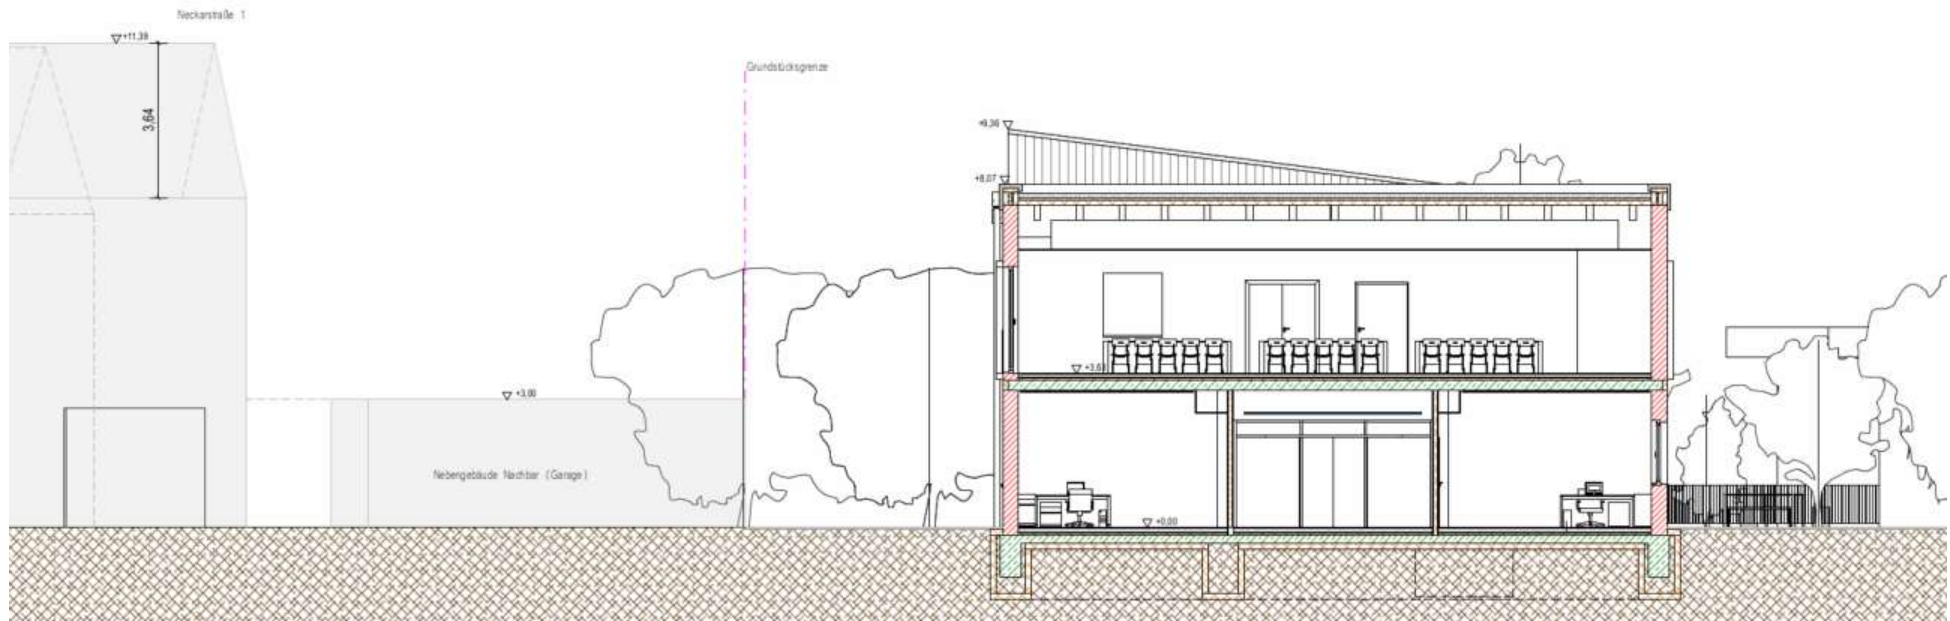 Neckarstraße 1
+11,39
3,64
Grundstücksgrenze
+9,36
+8,07
+3,63
+3,00
Nebengebäude Nachbar (Garage)
+0,00